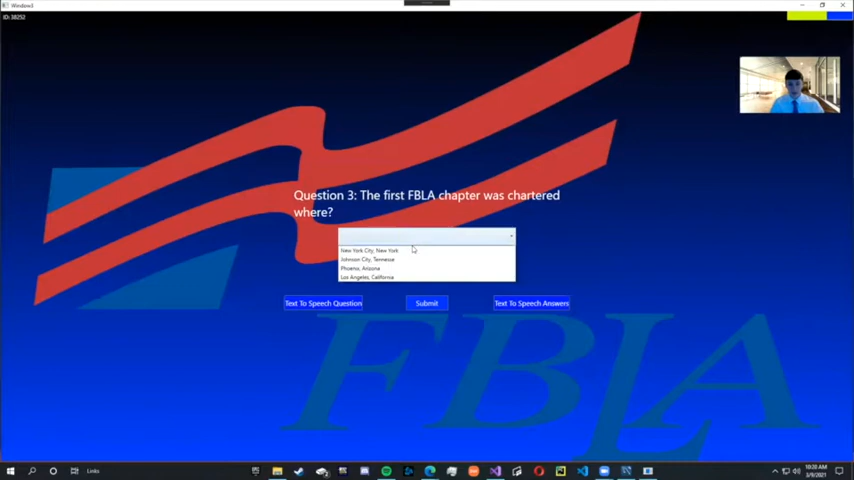 Window3
ID: 38252
Question 3: The first FBLA chapter was chartered
where?
New York City, New York
Johnson City, Tennesse
Phoenix, Arizona
Los Angeles, California
Text To Speech Question
Submit
Text To Speech Answers
FBLA
Links
10:28 AM
3/9/2021